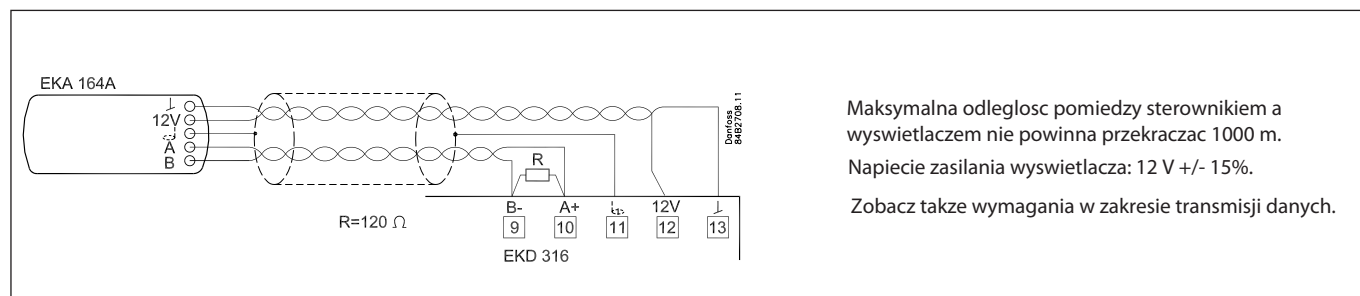 EKA 164A
⊥
12V
A
B
R
R=120 Ω
B- A+ 12V ⊥
9 10 11 12 13
EKD 316
Danfoss
84B2708.11
Maksymalna odleglosc pomiedzy sterownikiem a
wyswietlaczem nie powinna przekraczac 1000 m.
Napiecie zasilania wyswietlacza: 12 V +/- 15%.
Zobacz takze wymagania w zakresie transmisji danych.